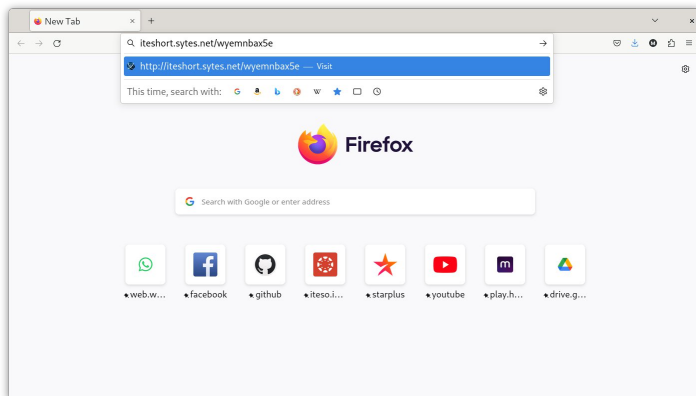 New Tab
iteshort.sytes.net/wyemnbax5e
http://iteshort.sytes.net/wyemnbax5e — Visit
This time, search with:
Firefox
Search with Google or enter address
web.w... facebook github iteso.i... starplus youtube play.h... drive.g...